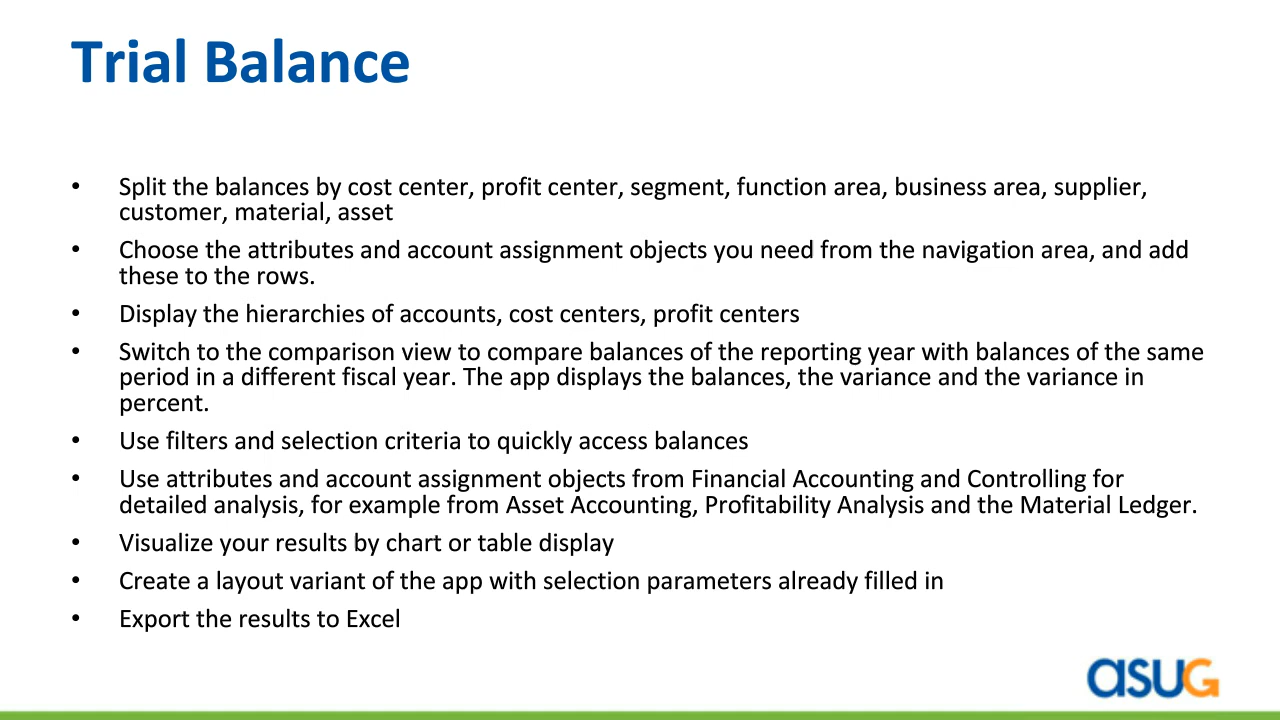 Trial Balance
• Split the balances by cost center, profit center, segment, function area, business area, supplier,
customer, material, asset
• Choose the attributes and account assignment objects you need from the navigation area, and add
these to the rows.
• Display the hierarchies of accounts, cost centers, profit centers
• Switch to the comparison view to compare balances of the reporting year with balances of the same
period in a different fiscal year. The app displays the balances, the variance and the variance in
percent.
• Use filters and selection criteria to quickly access balances
• Use attributes and account assignment objects from Financial Accounting and Controlling for
detailed analysis, for example from Asset Accounting, Profitability Analysis and the Material Ledger.
• Visualize your results by chart or table display
• Create a layout variant of the app with selection parameters already filled in
• Export the results to Excel
asuG